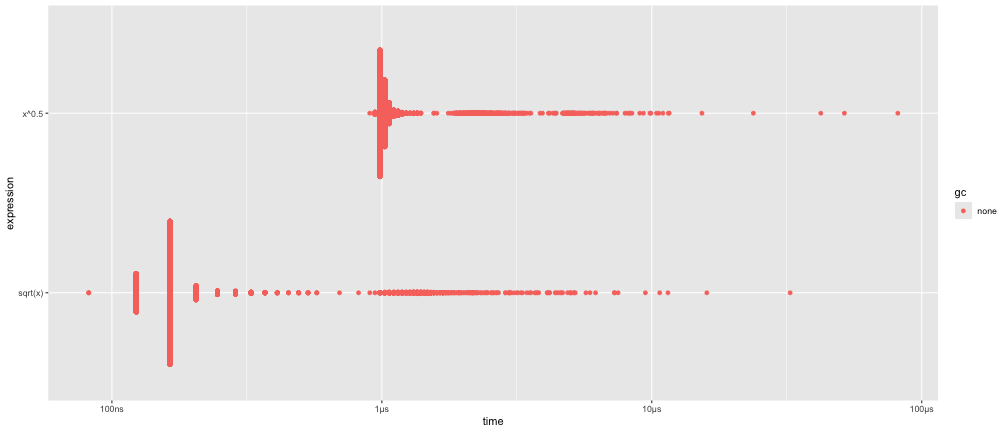 expression
x^0.5
sqrt(x)
100ns
1µs
10µs
100µs
time
gc
none